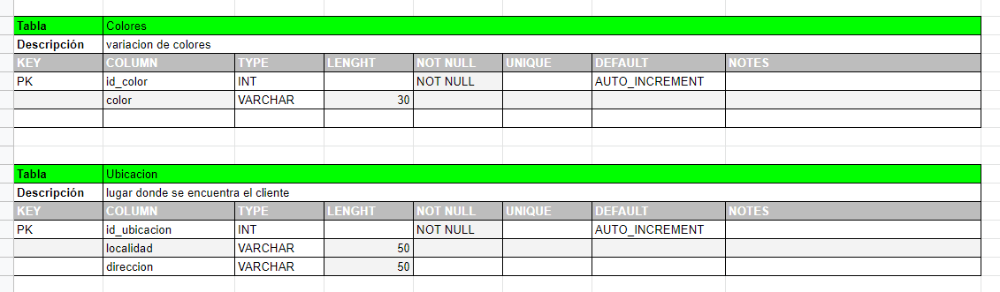 Tabla Colores
Descripción variacion de colores
KEY COLUMN TYPE LENGHT NOT NULL UNIQUE DEFAULT NOTES
PK id_color INT NOT NULL AUTO_INCREMENT
color VARCHAR 30
Tabla Ubicacion
Descripción lugar donde se encuentra el cliente
KEY COLUMN TYPE LENGHT NOT NULL UNIQUE DEFAULT NOTES
PK id_ubicacion INT NOT NULL AUTO_INCREMENT
localidad VARCHAR 50
direccion VARCHAR 50